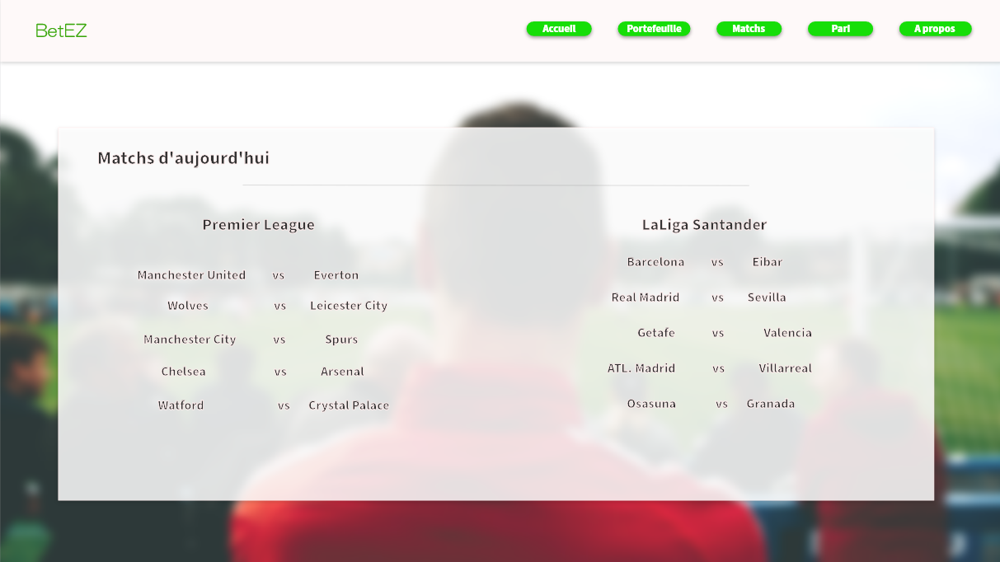 BetEZ
Accueil
Portefeuille
Matchs
Pari
A propos
Matchs d'aujourd'hui
Premier League
Manchester United vs Everton
Wolves vs Leicester City
Manchester City vs Spurs
Chelsea vs Arsenal
Watford vs Crystal Palace
LaLiga Santander
Barcelona vs Eibar
Real Madrid vs Sevilla
Getafe vs Valencia
ATL. Madrid vs Villarreal
Osasuna vs Granada